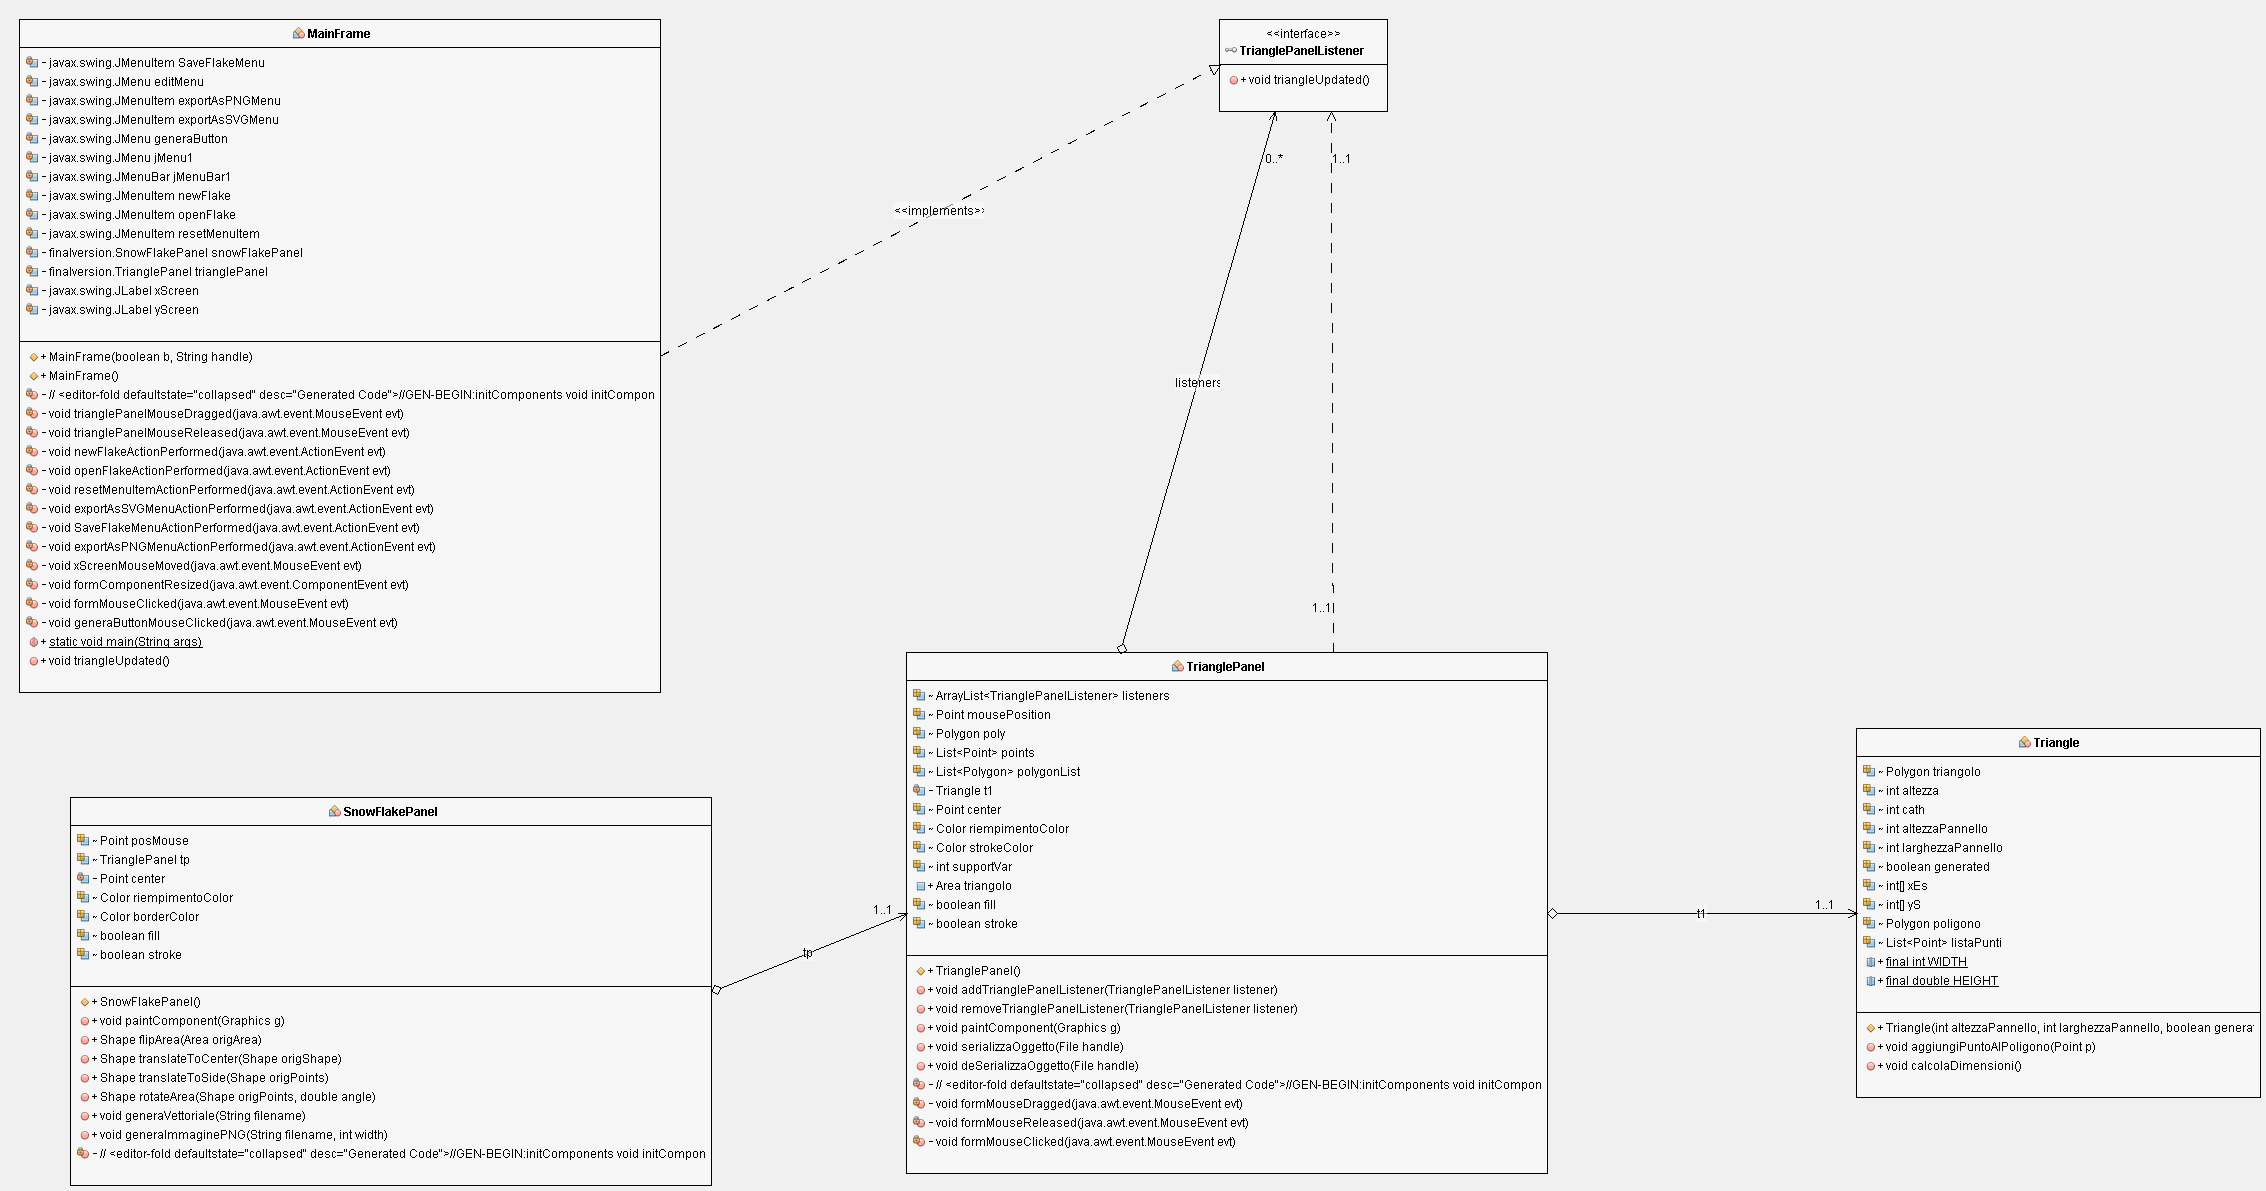 MainFrame
- javax.swing.JMenuItem SaveFlakeMenu
- javax.swing.JMenu editMenu
- javax.swing.JMenuItem exportAsPNGMenu
- javax.swing.JMenuItem exportAsSVGMenu
- javax.swing.JMenu generaButton
- javax.swing.JMenu jMenu1
- javax.swing.JMenuBar jMenuBar1
- javax.swing.JMenuItem newFlake
- javax.swing.JMenuItem openFlake
- javax.swing.JMenuItem resetMenuItem
- finalversion.SnowFlakePanel snowFlakePanel
- finalversion.TrianglePanel trianglePanel
- javax.swing.JLabel xScreen
- javax.swing.JLabel yScreen
+ MainFrame(boolean b, String handle)
+ MainFrame()
- // <editor-fold defaultstate="collapsed" desc="Generated Code">//GEN-BEGIN:initComponents void initCompon
- void trianglePanelMouseDragged(java.awt.event.MouseEvent evt)
- void trianglePanelMouseReleased(java.awt.event.MouseEvent evt)
- void newFlakeActionPerformed(java.awt.event.ActionEvent evt)
- void openFlakeActionPerformed(java.awt.event.ActionEvent evt)
- void resetMenuItemActionPerformed(java.awt.event.ActionEvent evt)
- void exportAsSVGMenuActionPerformed(java.awt.event.ActionEvent evt)
- void SaveFlakeMenuActionPerformed(java.awt.event.ActionEvent evt)
- void exportAsPNGMenuActionPerformed(java.awt.event.ActionEvent evt)
- void xScreenMouseMoved(java.awt.event.MouseEvent evt)
- void formComponentResized(java.awt.event.ComponentEvent evt)
- void formMouseClicked(java.awt.event.MouseEvent evt)
- void generaButtonMouseClicked(java.awt.event.MouseEvent evt)
+ static void main(String args)
+ void triangleUpdated()
<<interface>>
TrianglePanelListener
+ void triangleUpdated()
<<implements>>
0..*
1..1
listeners
1..1
TrianglePanel
~ ArrayList<TrianglePanelListener> listeners
~ Point mousePosition
~ Polygon poly
~ List<Point> points
~ List<Polygon> polygonList
- Triangle t1
~ Point center
~ Color riempimentoColor
~ Color strokeColor
~ int supportVar
+ Area triangolo
~ boolean fill
~ boolean stroke
+ TrianglePanel()
+ void addTrianglePanelListener(TrianglePanelListener listener)
+ void removeTrianglePanelListener(TrianglePanelListener listener)
+ void paintComponent(Graphics g)
+ void serializzaOggetto(File handle)
+ void deSerializzaOggetto(File handle)
- // <editor-fold defaultstate="collapsed" desc="Generated Code">//GEN-BEGIN:initComponents void initCompon
- void formMouseDragged(java.awt.event.MouseEvent evt)
- void formMouseReleased(java.awt.event.MouseEvent evt)
- void formMouseClicked(java.awt.event.MouseEvent evt)
SnowFlakePanel
~ Point posMouse
~ TrianglePanel tp
- Point center
~ Color riempimentoColor
~ Color borderColor
~ boolean fill
~ boolean stroke
+ SnowFlakePanel()
+ void paintComponent(Graphics g)
+ Shape flipArea(Area origArea)
+ Shape translateToCenter(Shape origShape)
+ Shape translateToSide(Shape origPoints)
+ Shape rotateArea(Shape origPoints, double angle)
+ void generaVettoriale(String filename)
+ void generaImmaginePNG(String filename, int width)
- // <editor-fold defaultstate="collapsed" desc="Generated Code">//GEN-BEGIN:initComponents void initCompon
1..1
tp
t1
1..1
Triangle
~ Polygon triangolo
~ int altezza
~ int cath
~ int altezzaPannello
~ int larghezzaPannello
~ boolean generated
~ int[] xEs
~ int[] yS
~ Polygon poligono
~ List<Point> listaPunti
+ final int WIDTH
+ final double HEIGHT
+ Triangle(int altezzaPannello, int larghezzaPannello, boolean genera
+ void aggiungiPuntoAlPoligono(Point p)
+ void calcolaDimensioni()